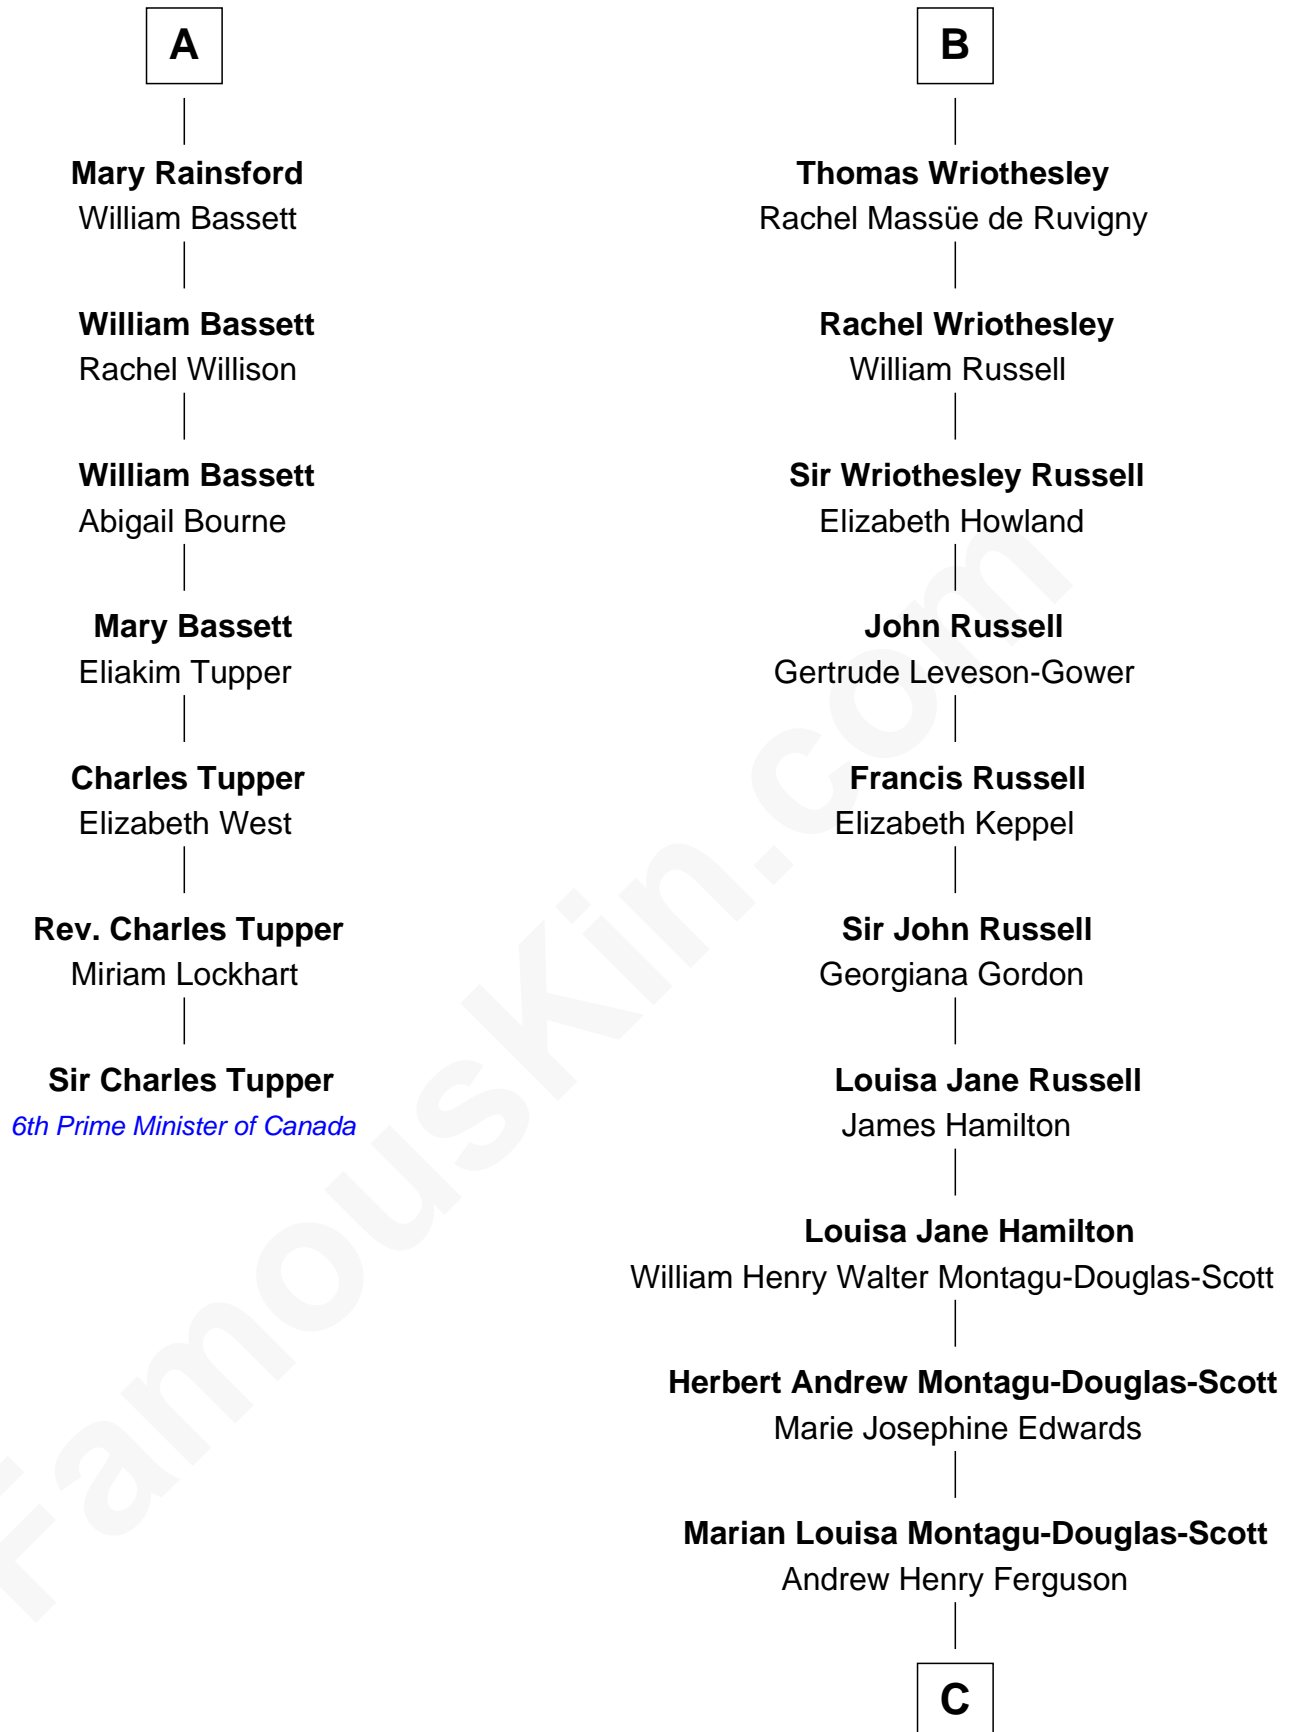 A
Mary Rainsford
William Bassett
William Bassett
Rachel Willison
William Bassett
Abigail Bourne
Mary Bassett
Eliakim Tupper
Charles Tupper
Elizabeth West
Rev. Charles Tupper
Miriam Lockhart
Sir Charles Tupper
6th Prime Minister of Canada
B
Thomas Wriothesley
Rachel Massüe de Ruvigny
Rachel Wriothesley
William Russell
Sir Wriothesley Russell
Elizabeth Howland
John Russell
Gertrude Leveson-Gower
Francis Russell
Elizabeth Keppel
Sir John Russell
Georgiana Gordon
Louisa Jane Russell
James Hamilton
Louisa Jane Hamilton
William Henry Walter Montagu-Douglas-Scott
Herbert Andrew Montagu-Douglas-Scott
Marie Josephine Edwards
Marian Louisa Montagu-Douglas-Scott
Andrew Henry Ferguson
C
FamousKin.com